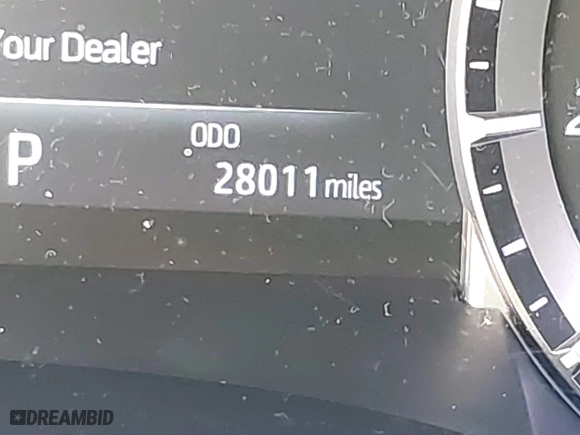 Your Dealer
P
ODO
28011 miles
DREAMBID